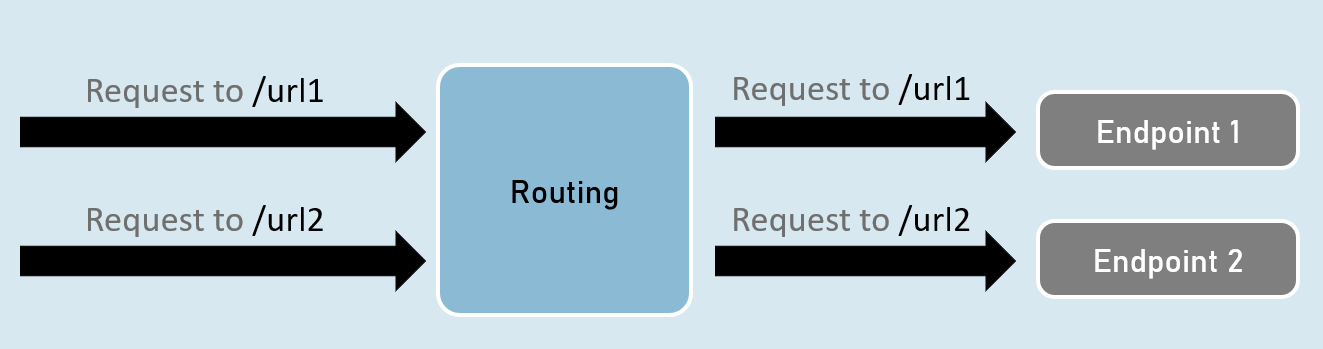 Request to /url1
Request to /url2
Routing
Request to /url1
Request to /url2
Endpoint 1
Endpoint 2